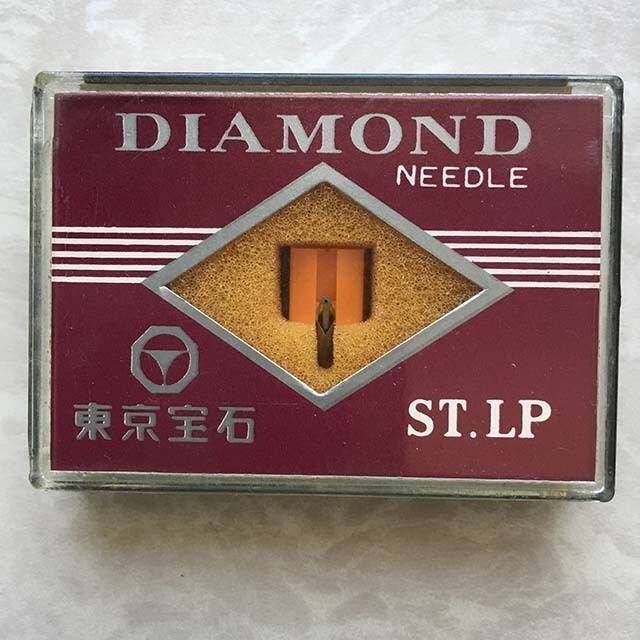 DIAMOND
NEEDLE
東京宝石
ST.LP